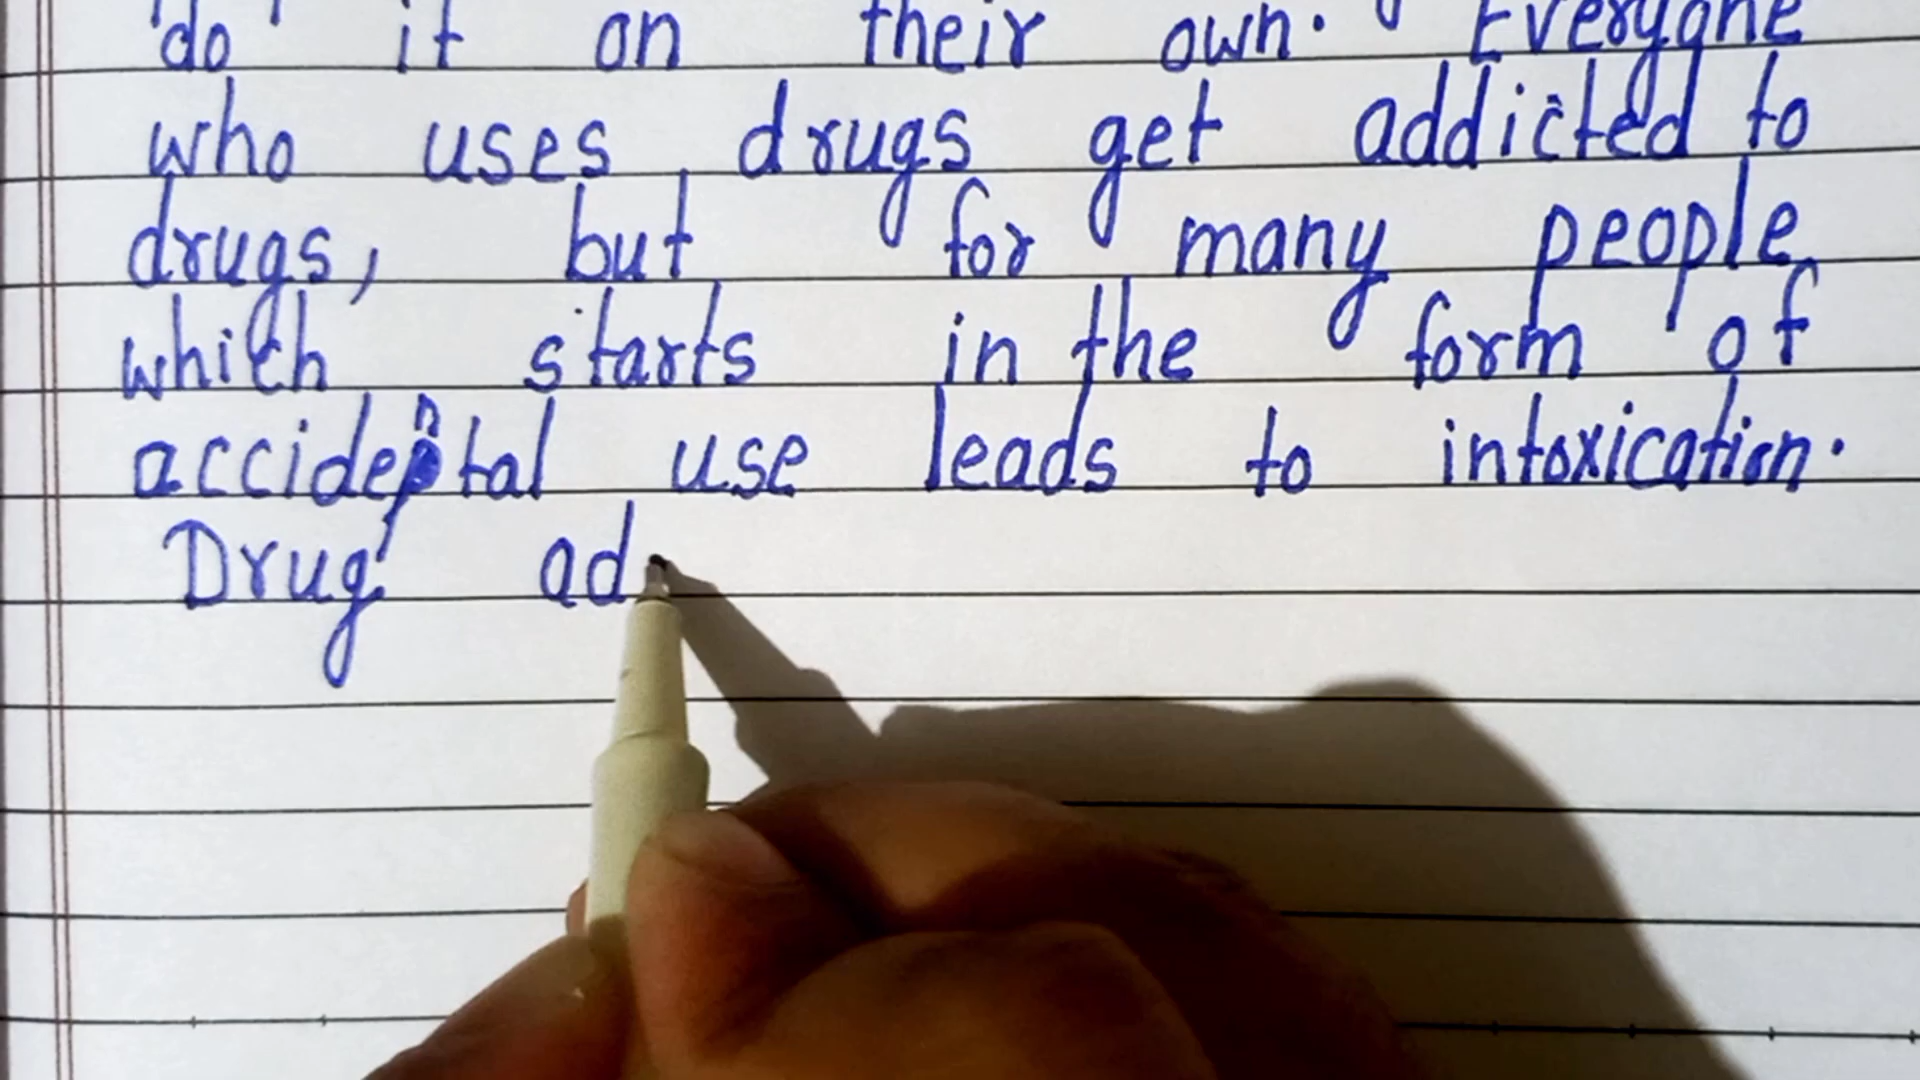 do it on their own. Everyone
who uses drugs get addicted to
drugs, but for many people
which starts in the form of
accidental use leads to intoxication.
Drug ad